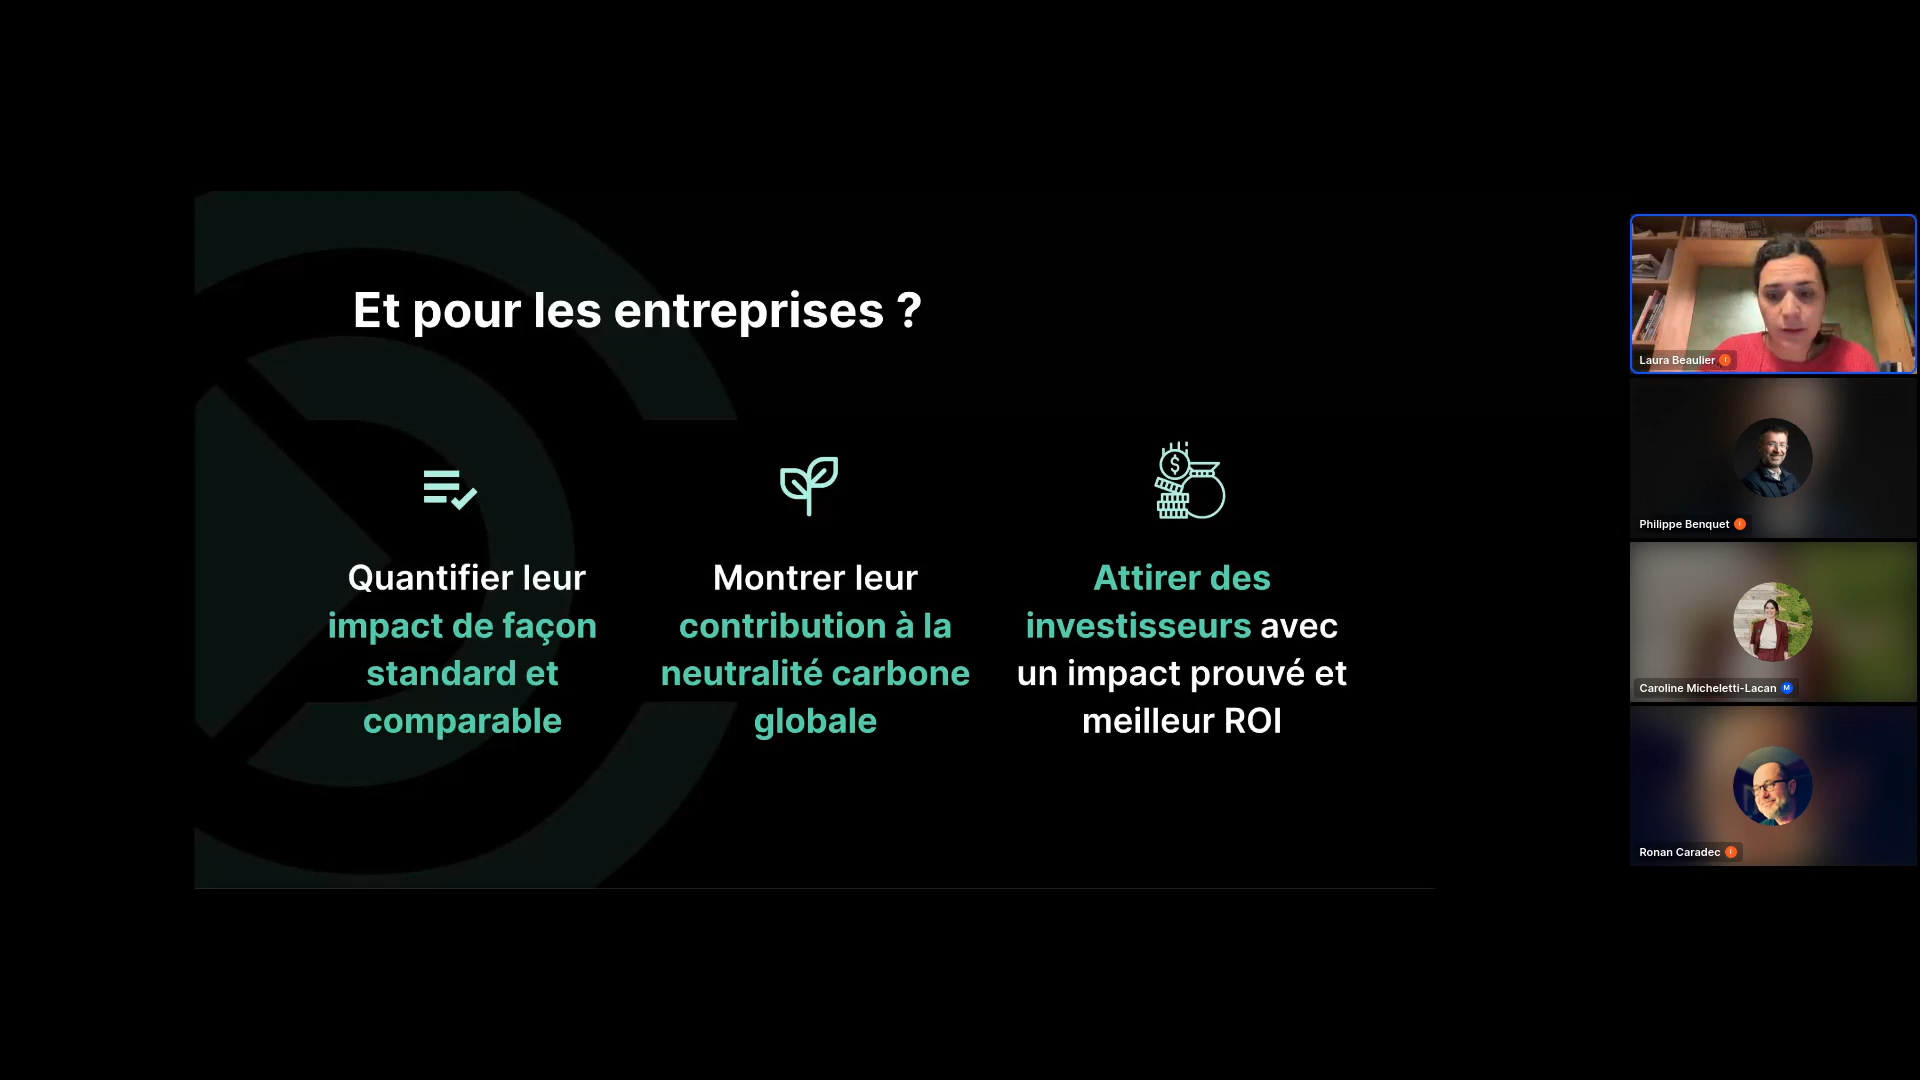 Et pour les entreprises ?
Quantifier leur
impact de façon
standard et
comparable
Montrer leur
contribution à la
neutralité carbone
globale
$
Attirer des
investisseurs avec
un impact prouvé et
meilleur ROI
Laura Beaulier I
Philippe Benquet I
Caroline Micheletti-Lacan M
Ronan Caradec I